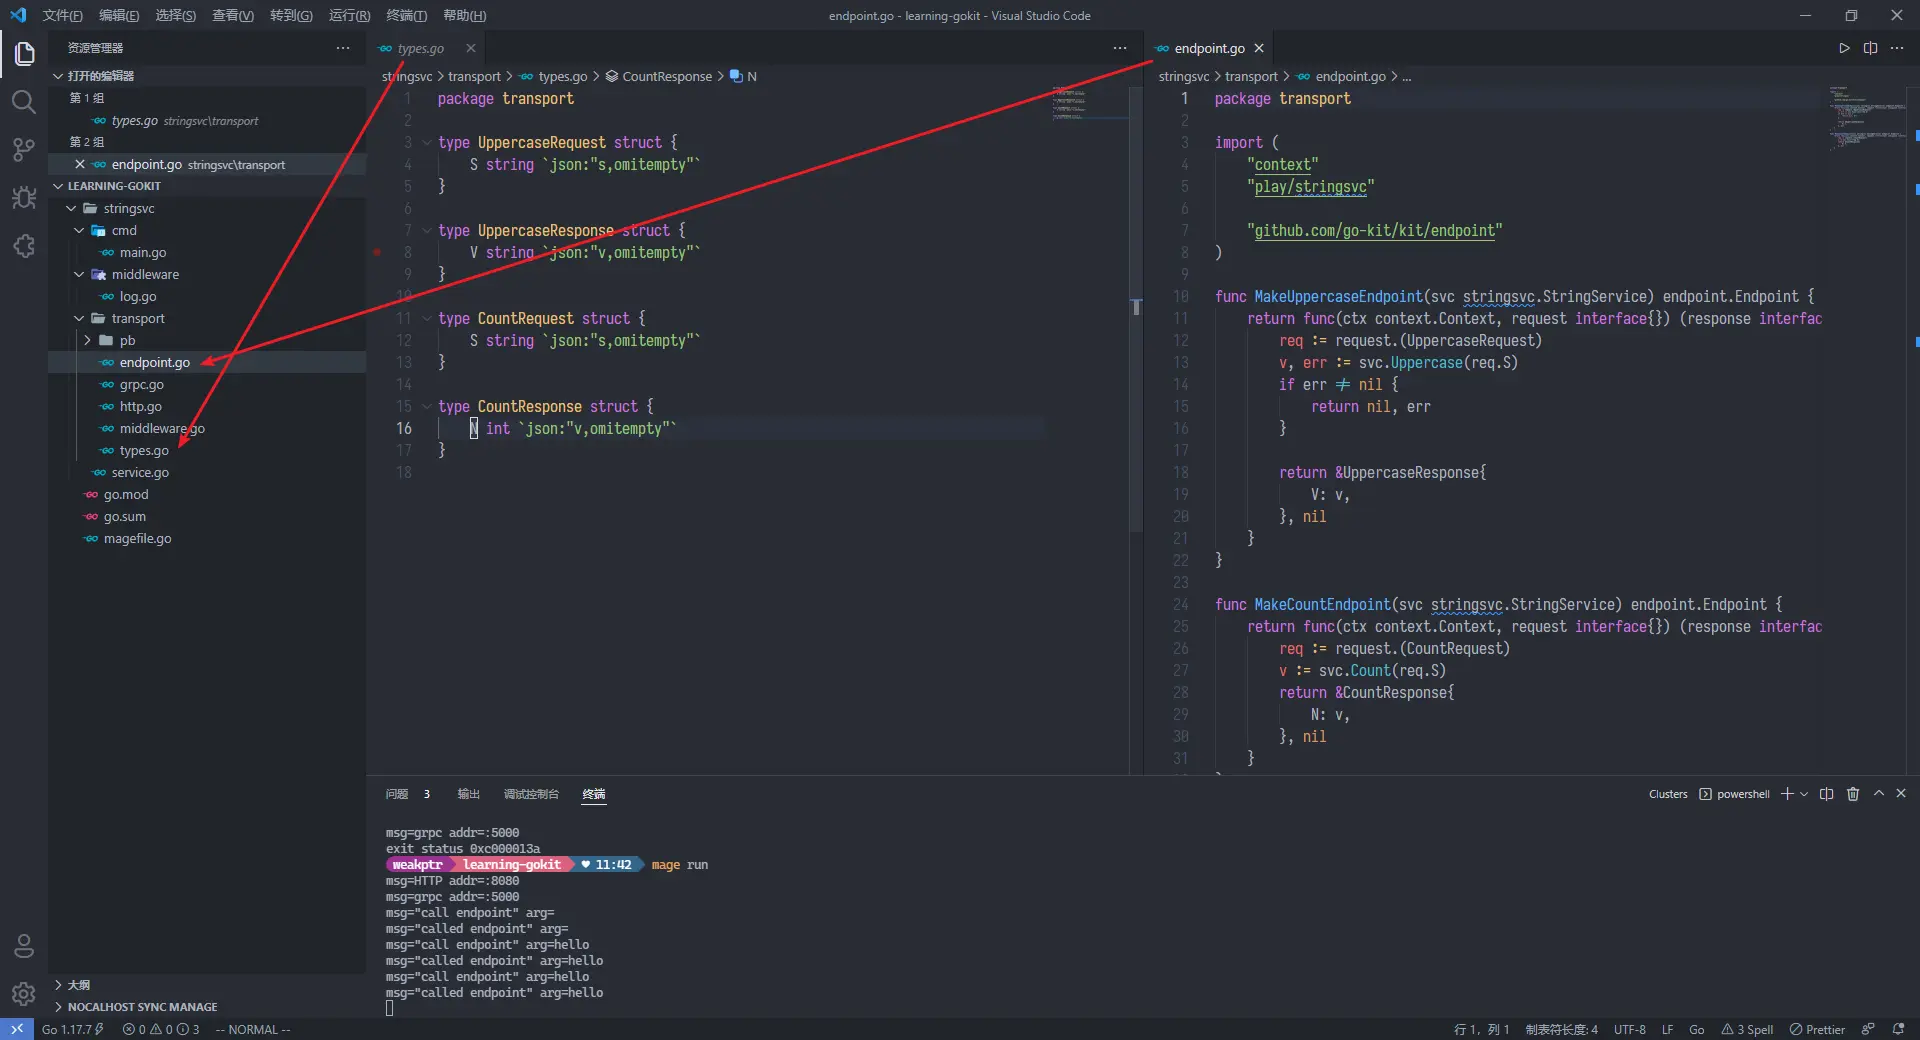 文件(F) 编辑(E) 选择(S) 查看(V) 转到(G) 运行(R) 终端(T) 帮助(H)
endpoint.go - learning-gokit - Visual Studio Code
资源管理器
打开的编辑器
第 1 组
types.go stringsvc\transport
第 2 组
endpoint.go stringsvc\transport
LEARNING-GOKIT
stringsvc
cmd
main.go
middleware
log.go
transport
pb
endpoint.go
grpc.go
http.go
middleware.go
types.go
service.go
go.mod
go.sum
magefile.go
大纲
NOCALHOST SYNC MANAGE
types.go
stringsvc > transport > types.go > CountResponse > N
1 package transport
2
3 type UppercaseRequest struct {
4 S string `json:"s,omitempty"`
5 }
6
7 type UppercaseResponse struct {
8 V string `json:"v,omitempty"`
9 }
10
11 type CountRequest struct {
12 S string `json:"s,omitempty"`
13 }
14
15 type CountResponse struct {
16 N int `json:"v,omitempty"`
17 }
18
endpoint.go
stringsvc > transport > endpoint.go > ...
1 package transport
2
3 import (
4 "context"
5 "play/stringsvc"
6
7 "github.com/go-kit/kit/endpoint"
8 )
9
10 func MakeUppercaseEndpoint(svc stringsvc.StringService) endpoint.Endpoint {
11 return func(ctx context.Context, request interface{}) (response interfac
12 req := request.(UppercaseRequest)
13 v, err := svc.Uppercase(req.S)
14 if err ≠ nil {
15 return nil, err
16 }
17
18 return &UppercaseResponse{
19 V: v,
20 }, nil
21 }
22 }
23
24 func MakeCountEndpoint(svc stringsvc.StringService) endpoint.Endpoint {
25 return func(ctx context.Context, request interface{}) (response interfac
26 req := request.(CountRequest)
27 v := svc.Count(req.S)
28 return &CountResponse{
29 N: v,
30 }, nil
31 }
问题 3 输出 调试控制台 终端
Clusters powershell
msg=grpc addr=:5000
exit status 0xc000013a
weakptr learning-gokit ♥ 11:42 mage run
msg=HTTP addr=:8080
msg=grpc addr=:5000
msg="call endpoint" arg=
msg="called endpoint" arg=
msg="call endpoint" arg=hello
msg="called endpoint" arg=hello
msg="call endpoint" arg=hello
msg="called endpoint" arg=hello
Go 1.17.7 0 0 3 -- NORMAL --
行 1，列 1 制表符长度: 4 UTF-8 LF Go 3 Spell Prettier